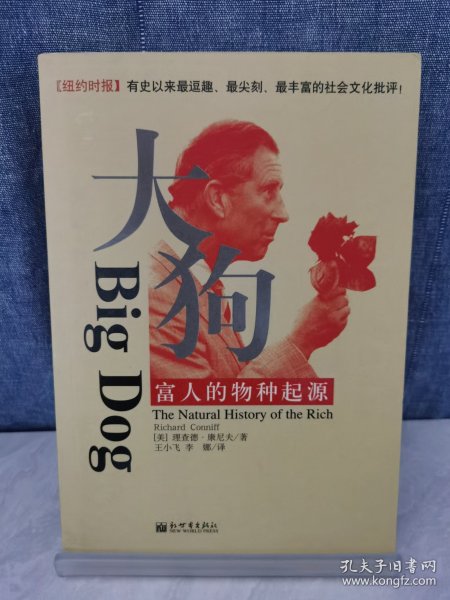 【纽约时报】有史以来最逗趣、最尖刻、最丰富的社会文化批评！
大狗
Big Dog
富人的物种起源
The Natural History of the Rich
Richard Conniff
[美] 理查德·康尼夫/著
王小飞 李 娜/译
新世界出版社
NEW WORLD PRESS
孔夫子旧书网
www.kongfz.com